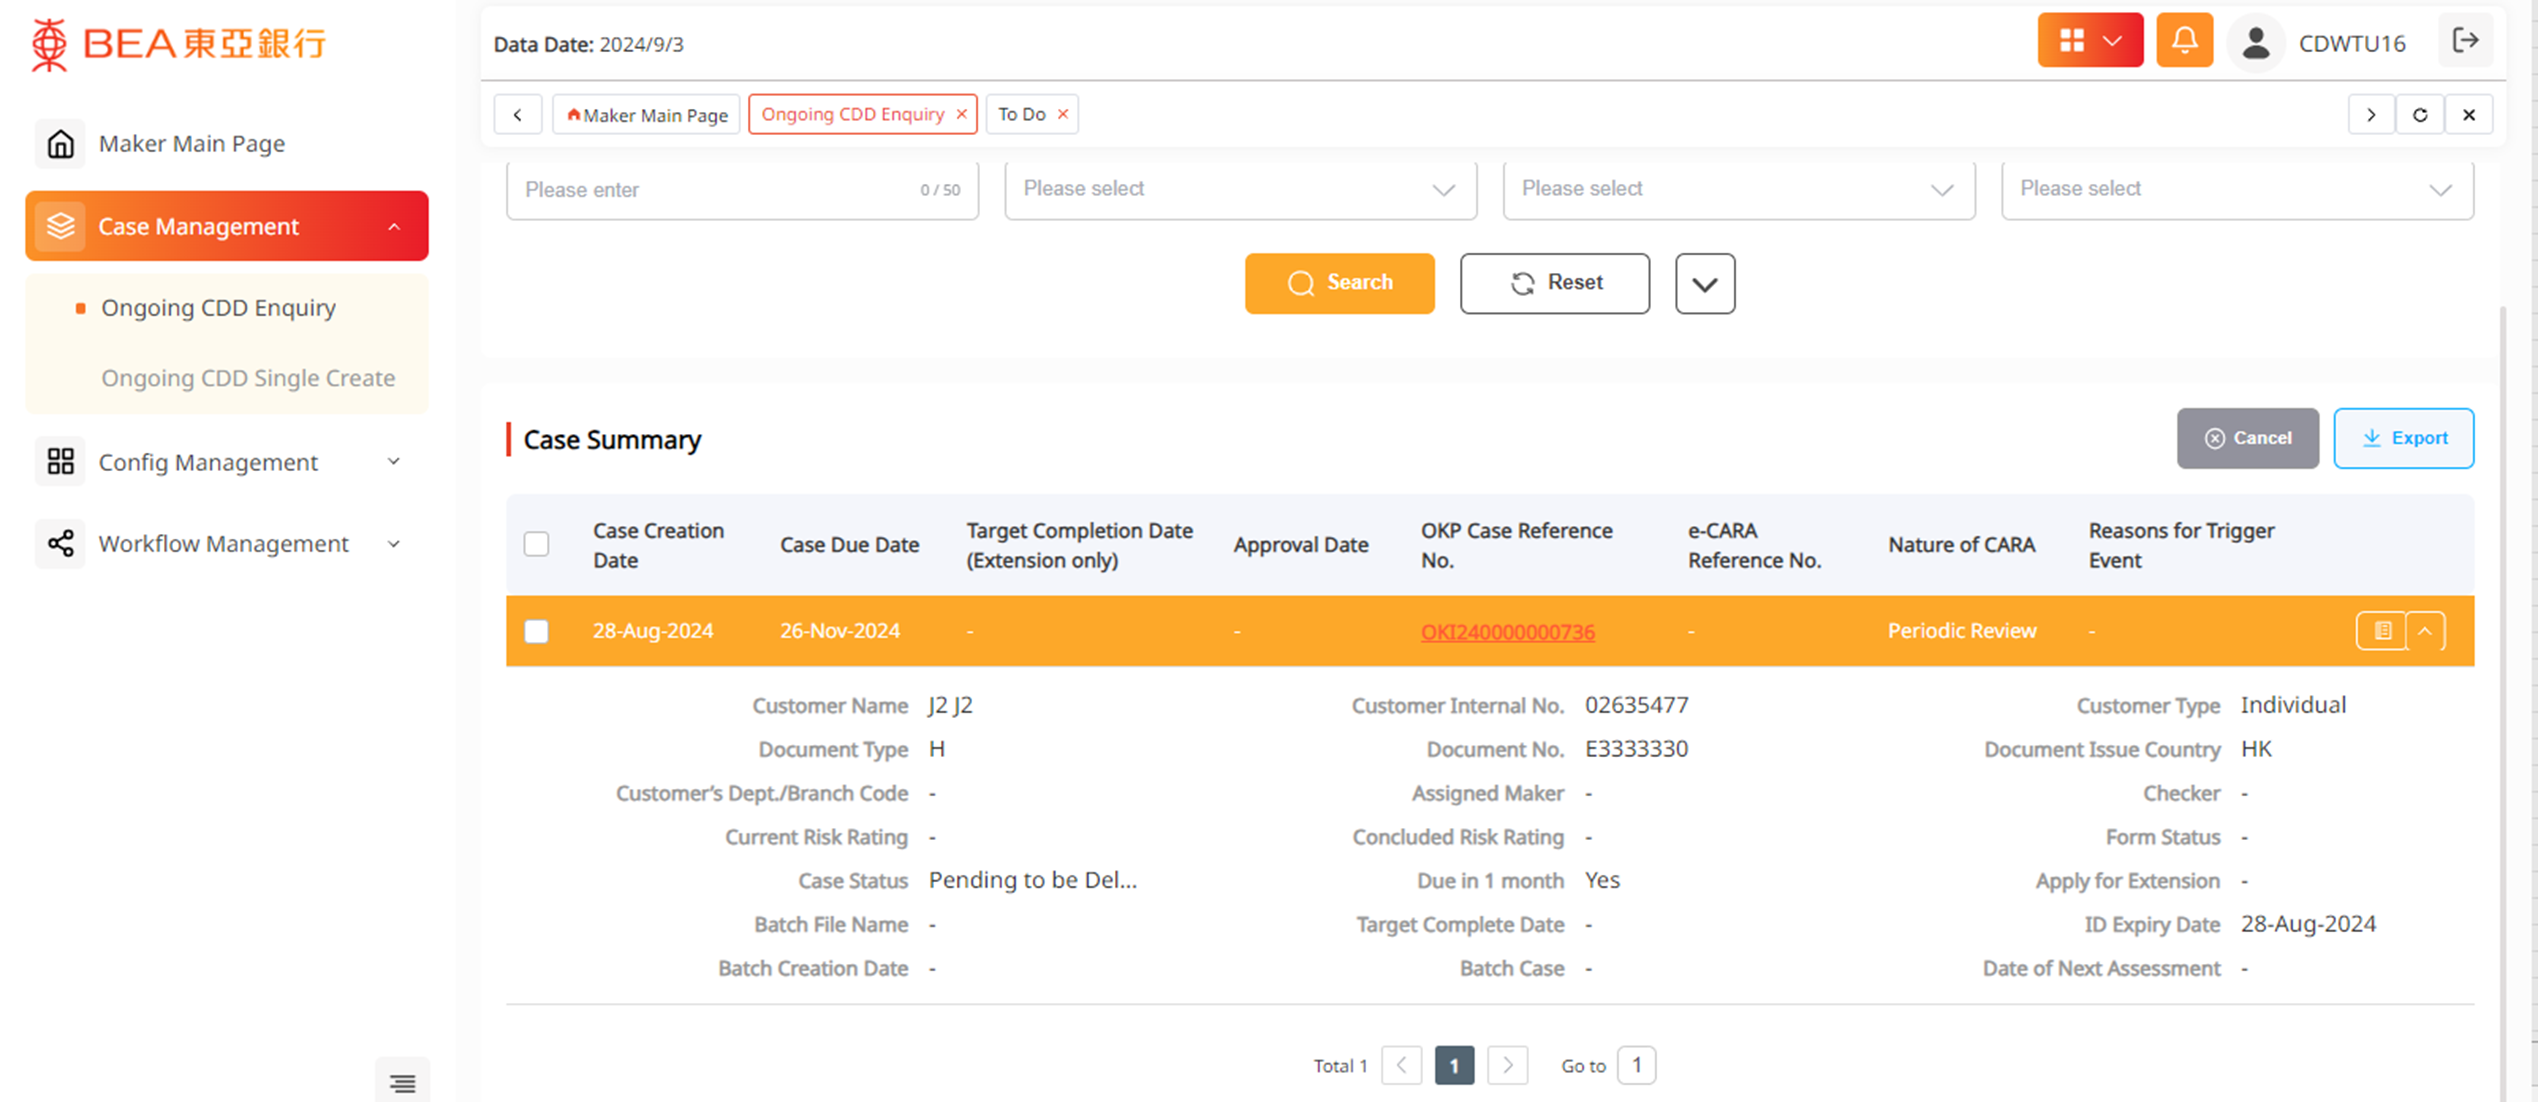 BEA東亞銀行
Data Date: 2024/9/3
CDWTU16
Maker Main Page
Ongoing CDD Enquiry ×
To Do ×
Maker Main Page
Case Management
Ongoing CDD Enquiry
Ongoing CDD Single Create
Config Management
Workflow Management
Please enter 0 / 50
Please select
Please select
Please select
Search
Reset
Case Summary
Cancel
Export
Case Creation Date
Case Due Date
Target Completion Date (Extension only)
Approval Date
OKP Case Reference No.
e-CARA Reference No.
Nature of CARA
Reasons for Trigger Event
28-Aug-2024 26-Nov-2024 - - OKI240000000736 - Periodic Review -
Customer Name J2 J2 Customer Internal No. 02635477 Customer Type Individual
Document Type H Document No. E3333330 Document Issue Country HK
Customer’s Dept./Branch Code - Assigned Maker - Checker -
Current Risk Rating - Concluded Risk Rating - Form Status -
Case Status Pending to be Del... Due in 1 month Yes Apply for Extension -
Batch File Name - Target Complete Date - ID Expiry Date 28-Aug-2024
Batch Creation Date - Batch Case - Date of Next Assessment -
Total 1 < 1 > Go to 1